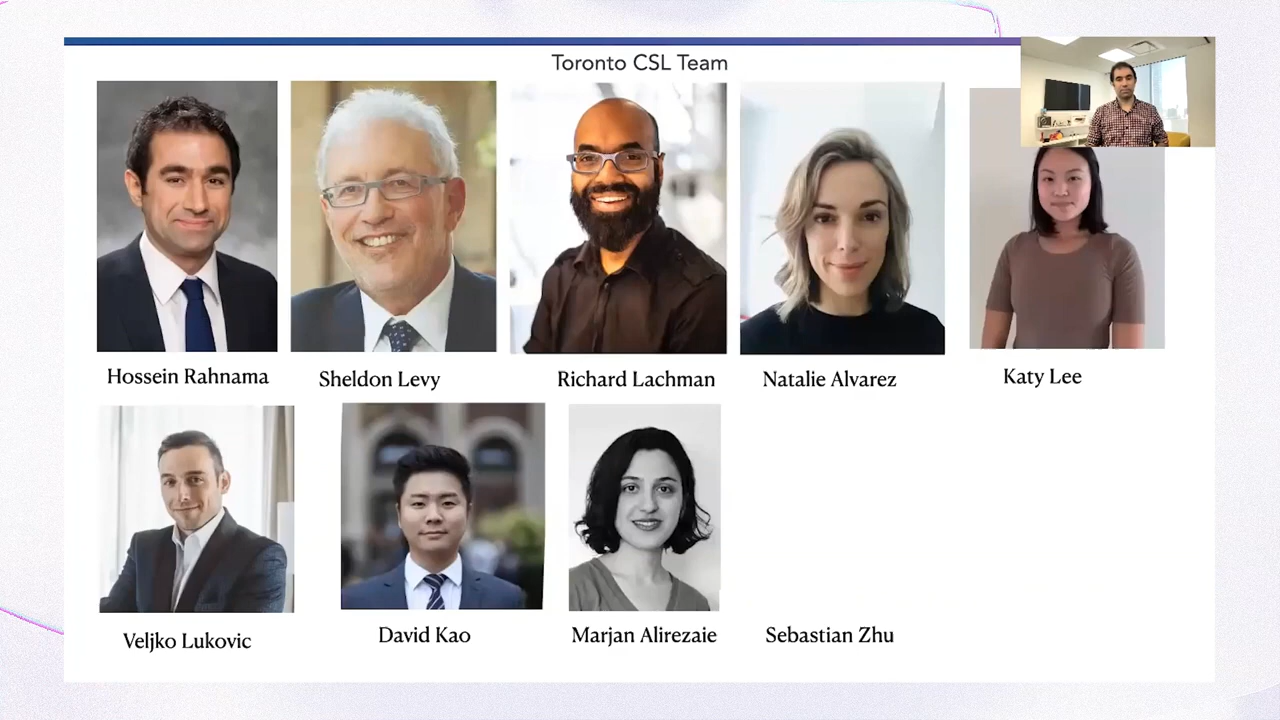 Toronto CSL Team
Hossein Rahnama
Sheldon Levy
Richard Lachman
Natalie Alvarez
Katy Lee
Veljko Lukovic
David Kao
Marjan Alirezaie
Sebastian Zhu